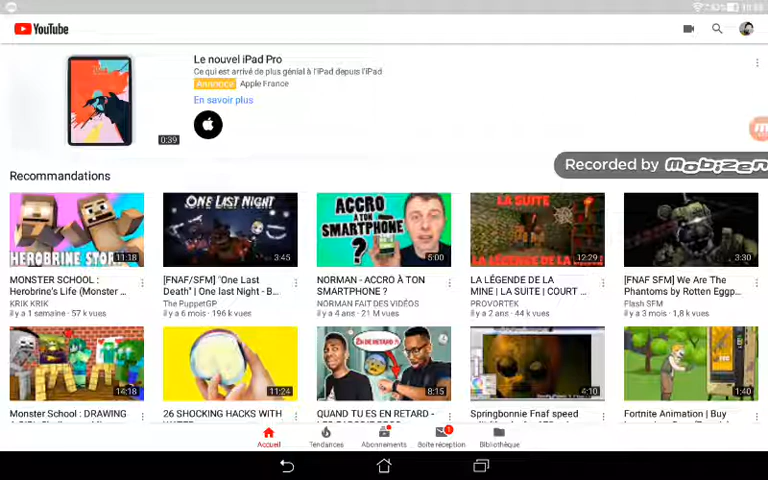 YouTube
Le nouvel iPad Pro
Ce qui est arrivé de plus génial à l'iPad depuis l'iPad
Annonce Apple France
En savoir plus
0:39
Recorded by mobizen
Recommandations
HEROBRINE STORY
11:18
ONE LAST NIGHT
3:45
ACCRO
À TON
SMARTPHONE
?
5:00
LA SUITE
12:29
3:30
MONSTER SCHOOL :
Herobrine's Life (Monster ...
KRIK KRIK
il y a 1 semaine · 57 k vues
[FNAF/SFM] "One Last
Death" | One last Night - B...
The PuppetGP
il y a 6 mois · 196 k vues
NORMAN - ACCRO À TON
SMARTPHONE ?
NORMAN FAIT DES VIDÉOS
il y a 4 ans · 21 M vues
LA LÉGENDE DE LA
MINE | LA SUITE | COURT ...
PROVORTEK
il y a 2 ans · 44 k vues
[FNAF SFM] We Are The
Phantoms by Rotten Eggp...
Flash SFM
il y a 3 mois · 1,8 k vues
14:18
11:24
2H DE RETARD
8:15
4:10
1:40
Monster School : DRAWING
26 SHOCKING HACKS WITH
QUAND TU ES EN RETARD -
Springbonnie Fnaf speed
Fortnite Animation | Buy
Accueil
Tendances
Abonnements
Boîte réception
Bibliothèque